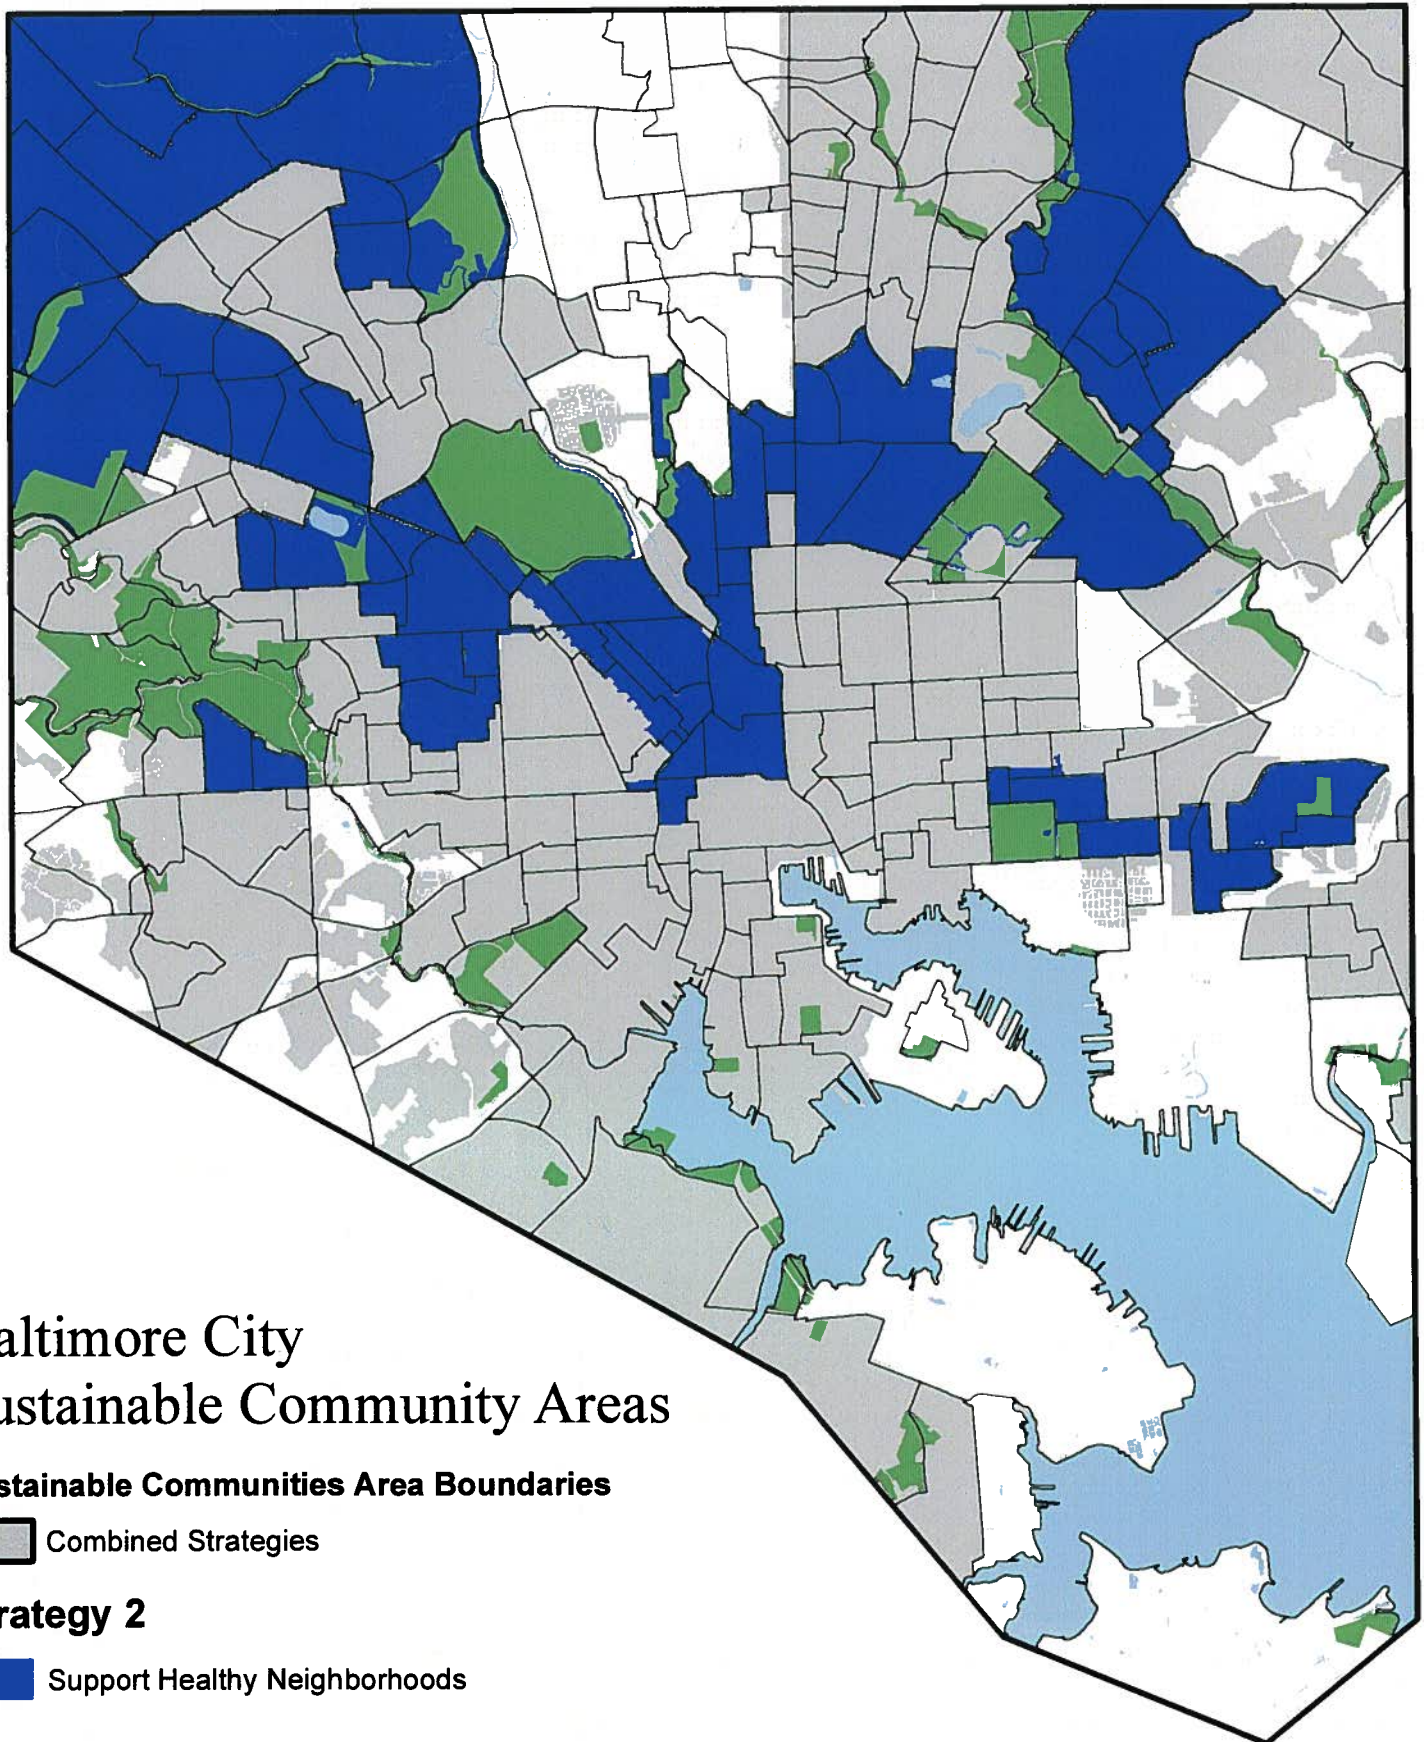 altimore City
ustainable Community Areas
stainable Communities Area Boundaries
Combined Strategies
rategy 2
Support Healthy Neighborhoods